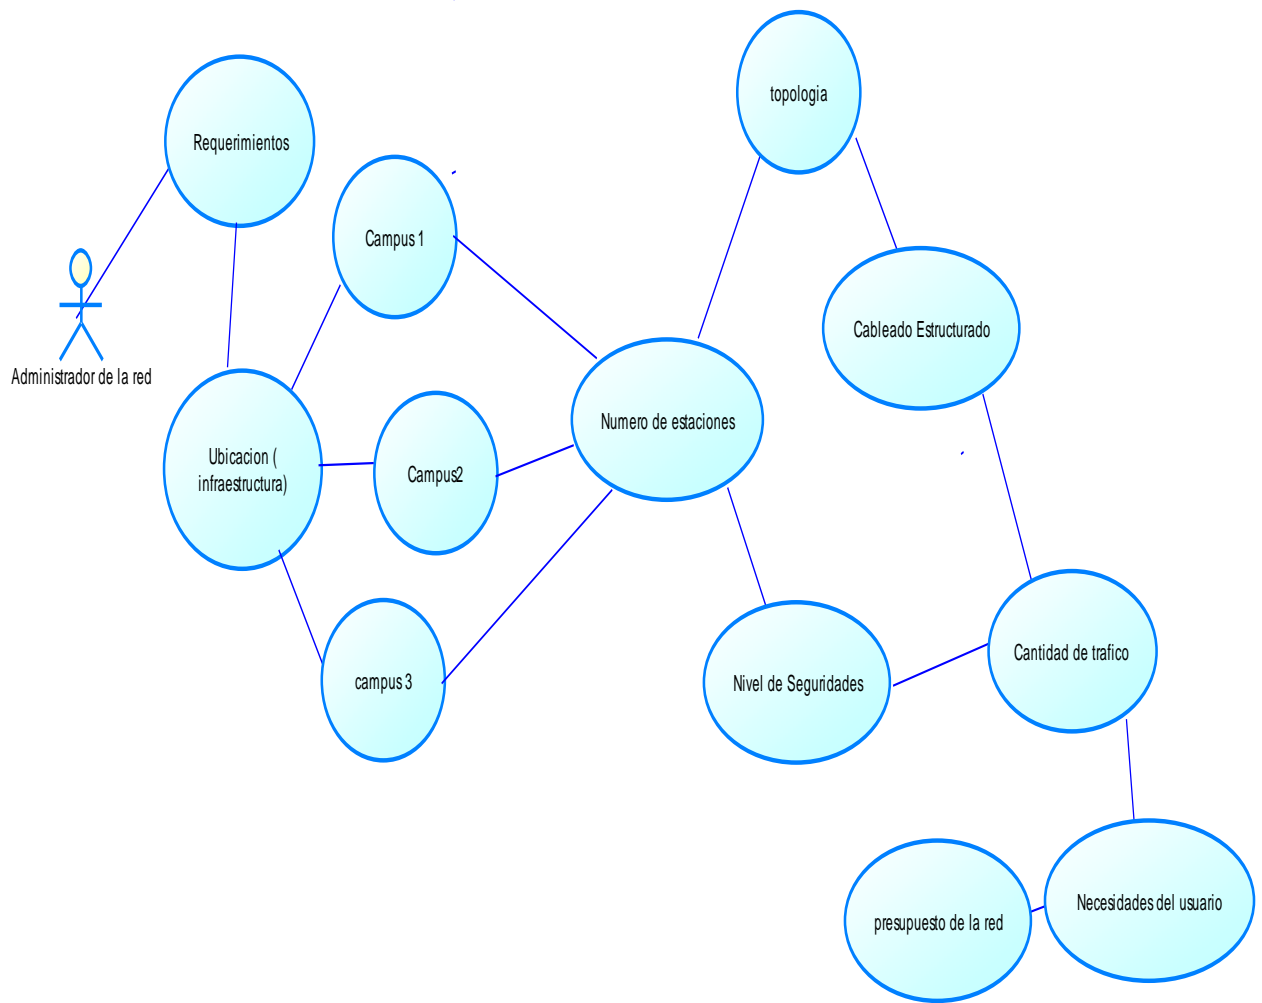 topologia
Requerimientos
Campus 1
Cableado Estructurado
Administrador de la red
Numero de estaciones
Ubicacion (
infraestructura)
Campus2
Cantidad de trafico
campus 3
Nivel de Seguridades
Necesidades del usuario
presupuesto de la red